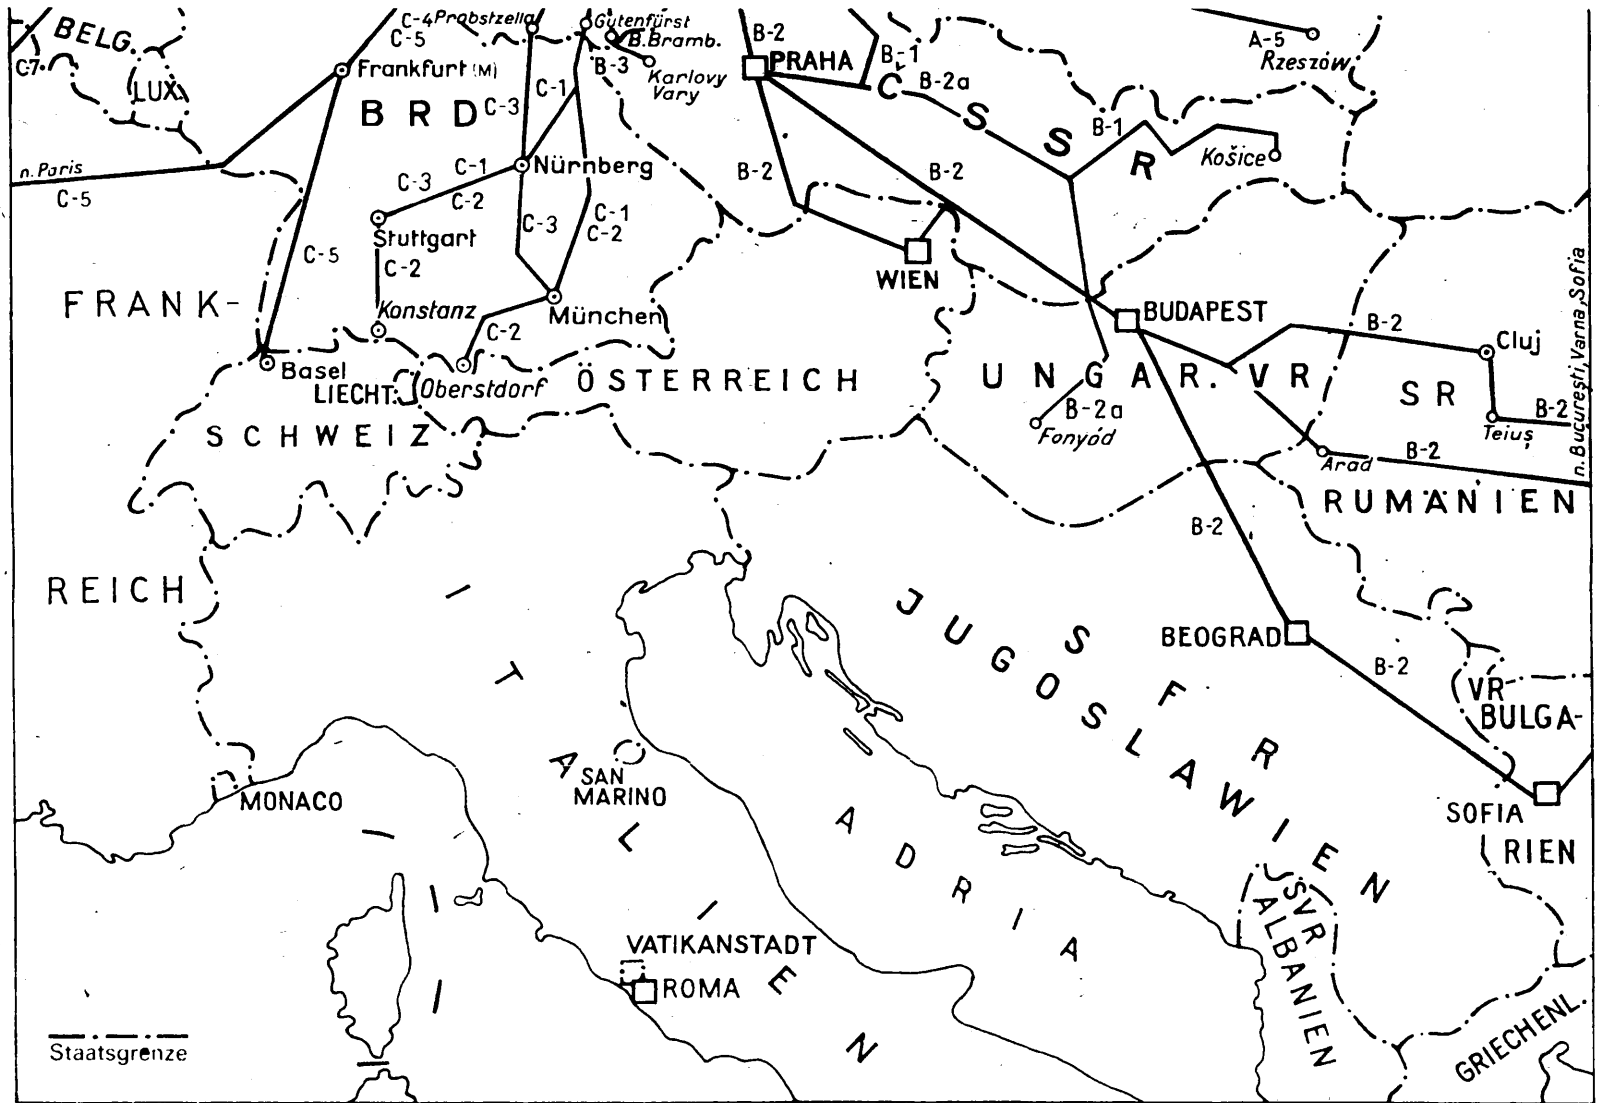 C-4
Probstzella
Gutenfürst
B-2
BELG.
C-5
B.Bramb.
A-5
C7
Frankfurt (M)
B-3
Karlovy
Vary
PRAHA
B-1
Rzeszów
LUX.
B R D
C-3
C-1
Č S S R
B-2a
B-1
Košice
n. Paris
C-5
C-3
C-1
C-2
Nürnberg
B-2
B-2
Stuttgart
C-3
C-1
C-2
C-5
C-2
WIEN
n. Bucureşti, Varna, Sofia
FRANK-
Konstanz
München
C-2
BUDAPEST
B-2
Cluj
Basel
LIECHT.
Oberstdorf
ÖSTERREICH
UNGAR. VR
SR
B-2
B-2a
Fonyód
Teiuş
SCHWEIZ
Arad
B-2
RUMÄNIEN
B-2
REICH
ITALIEN
JUGOSLAWIEN
SFR
BEOGRAD
B-2
VR
BULGA-
MONACO
SAN
MARINO
ADRIA
SOFIA
RIEN
SVR
ALBANIEN
VATIKANSTADT
ROMA
Staatsgrenze
GRIECHENL.